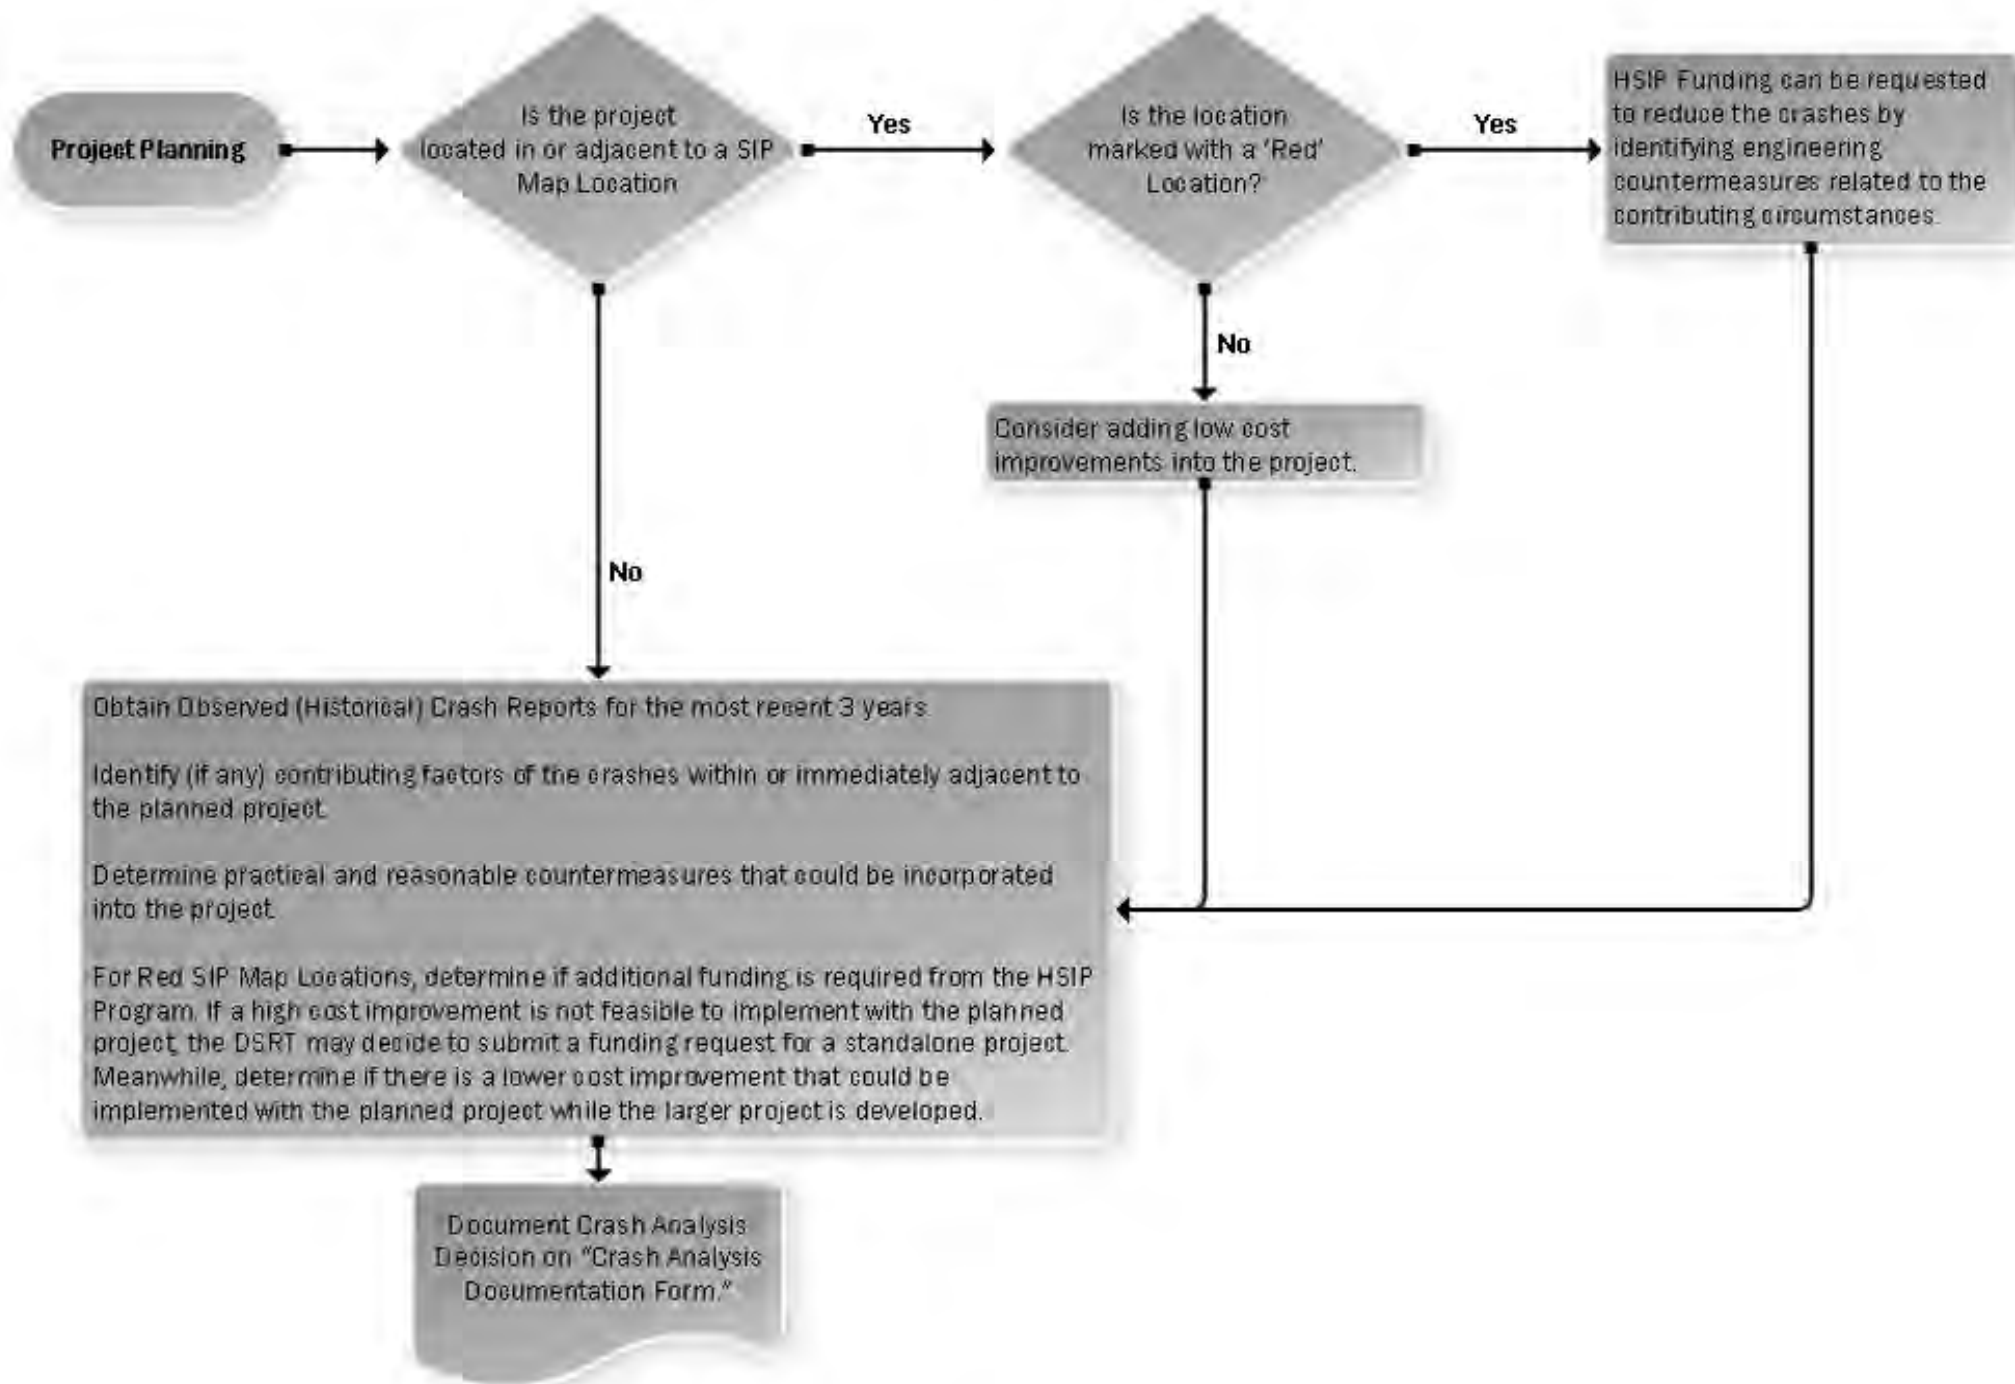 Project Planning
Is the project
located in or adjacent to a SIP
Map Location
Yes
Is the location
marked with a ‘Red’
Location?
Yes
HSIP Funding can be requested
to reduce the crashes by
identifying engineering
countermeasures related to the
contributing circumstances.
No
Consider adding low cost
improvements into the project.
No
Obtain Observed (Historical) Crash Reports for the most recent 3 years.
Identify (if any) contributing factors of the crashes within or immediately adjacent to
the planned project.
Determine practical and reasonable countermeasures that could be incorporated
into the project.
For Red SIP Map Locations, determine if additional funding is required from the HSIP
Program. If a high cost improvement is not feasible to implement with the planned
project, the DSRT may decide to submit a funding request for a standalone project.
Meanwhile, determine if there is a lower cost improvement that could be
implemented with the planned project while the larger project is developed.
Document Crash Analysis
Decision on “Crash Analysis
Documentation Form.”